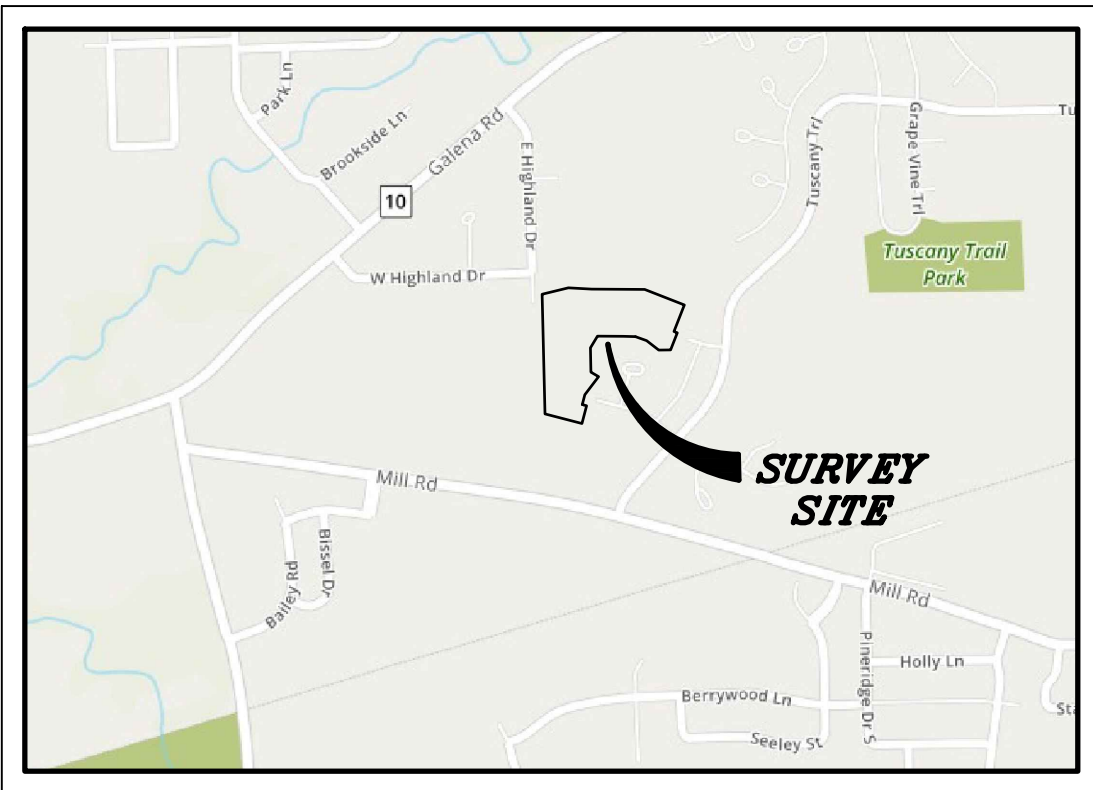 Park Ln
Brookside Ln
Galena Rd
10
E Highland Dr
W Highland Dr
Tuscany Trl
Grape Vine Trl
Tu
Tuscany Trail
Park
SURVEY
SITE
Mill Rd
Bissel Dr
Bailey Rd
Mill Rd
Pineridge Dr S
Holly Ln
Berrywood Ln
Seeley St
Sta